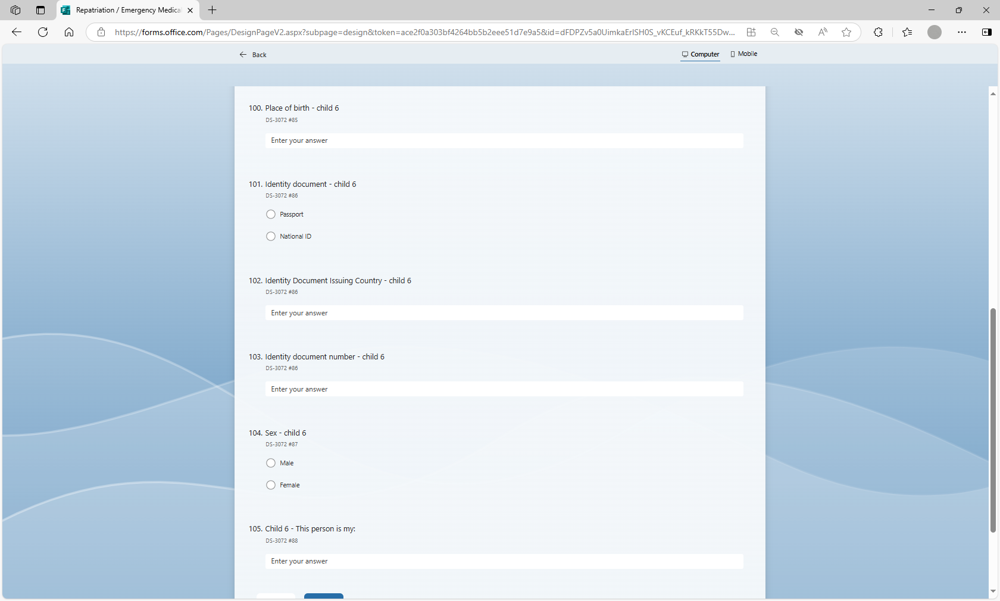 Repatriation / Emergency Medica
https://forms.office.com/Pages/DesignPageV2.aspx?subpage=design&token=ace2f0a303bf4264bb5b2eee51d7e9a5&id=dFDPZv5a0UimkaErISH0S_vKCEuf_kRKkT55Dw...
Back
Computer
Mobile
100. Place of birth - child 6
DS-3072 #85
Enter your answer
101. Identity document - child 6
DS-3072 #86
Passport
National ID
102. Identity Document Issuing Country - child 6
DS-3072 #86
Enter your answer
103. Identity document number - child 6
DS-3072 #86
Enter your answer
104. Sex - child 6
DS-3072 #87
Male
Female
105. Child 6 - This person is my:
DS-3072 #88
Enter your answer